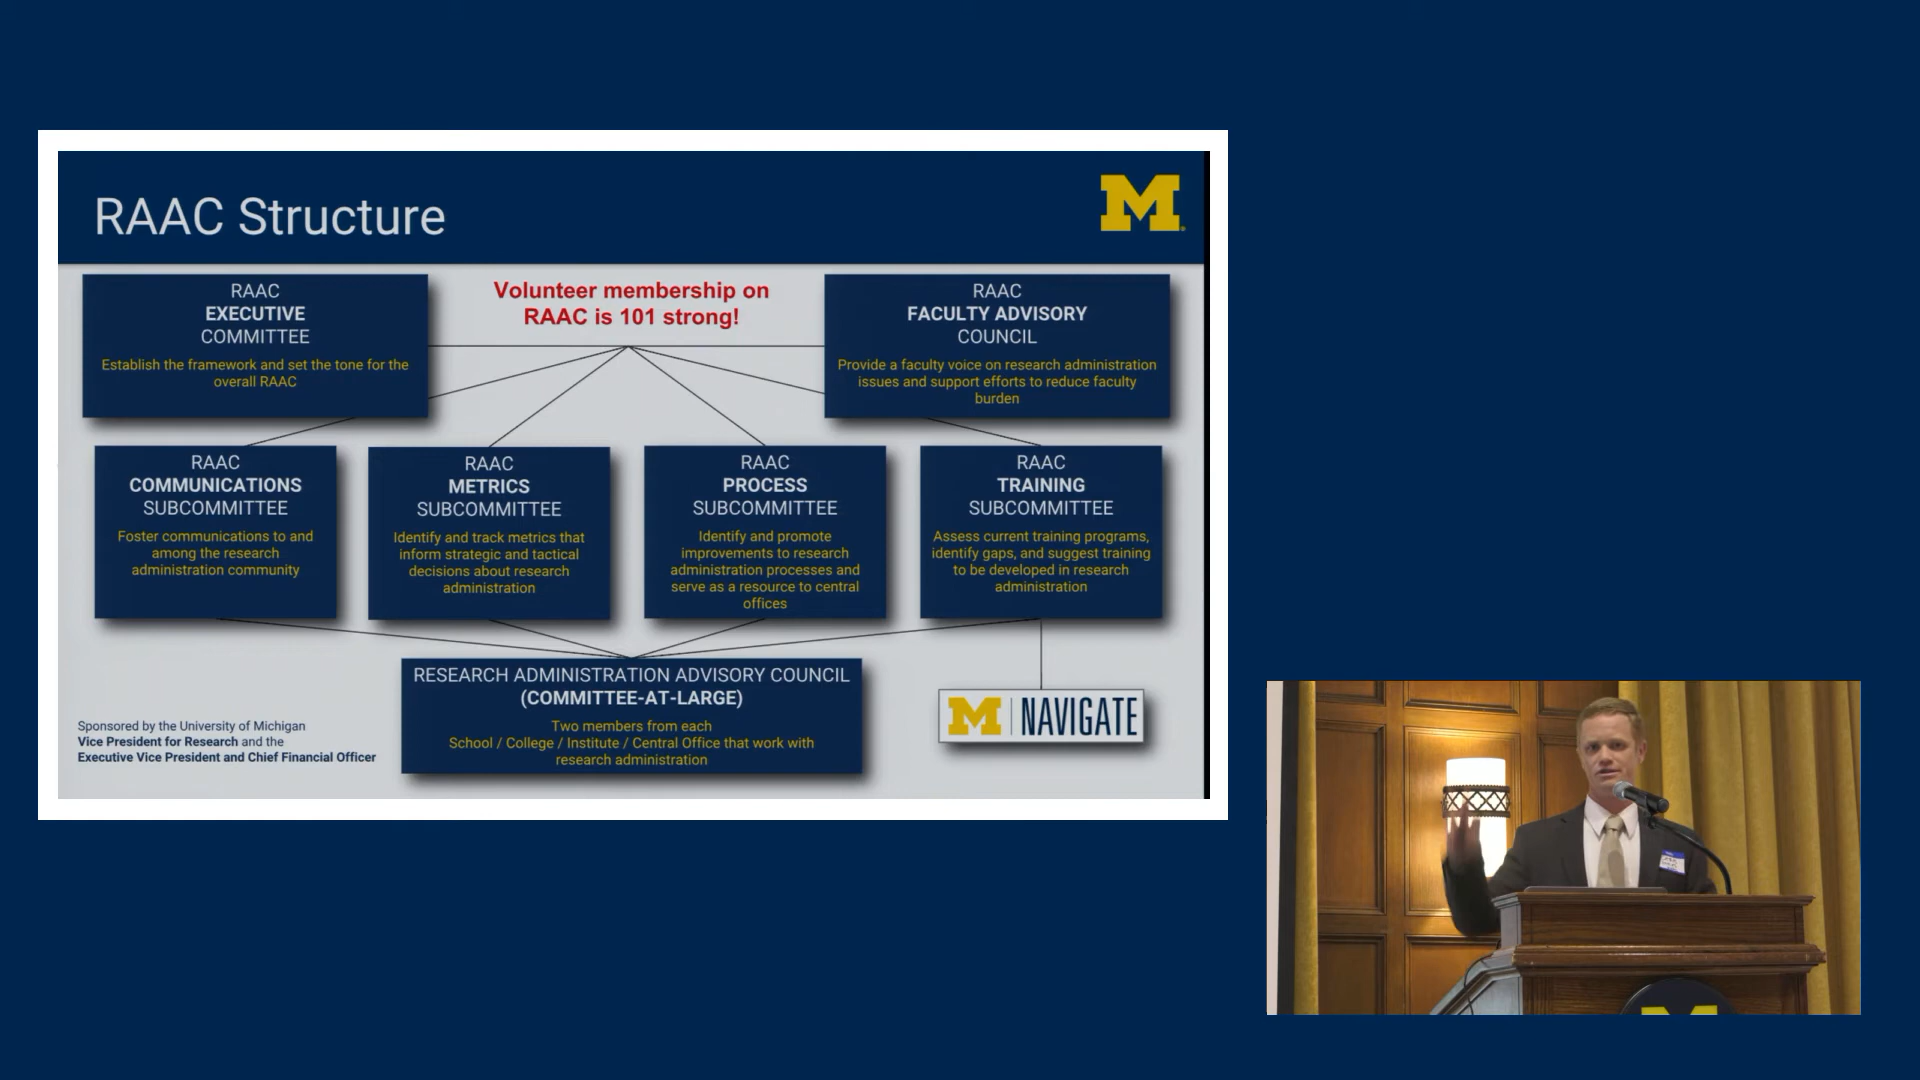 RAAC Structure
M
RAAC
EXECUTIVE
COMMITTEE
Establish the framework and set the tone for the
overall RAAC
Volunteer membership on
RAAC is 101 strong!
RAAC
FACULTY ADVISORY
COUNCIL
Provide a faculty voice on research administration
issues and support efforts to reduce faculty
burden
RAAC
COMMUNICATIONS
SUBCOMMITTEE
Foster communications to and
among the research
administration community
RAAC
METRICS
SUBCOMMITTEE
Identify and track metrics that
inform strategic and tactical
decisions about research
administration
RAAC
PROCESS
SUBCOMMITTEE
Identify and promote
improvements to research
administration processes and
serve as a resource to central
offices
RAAC
TRAINING
SUBCOMMITTEE
Assess current training programs,
identify gaps, and suggest training
to be developed in research
administration
RESEARCH ADMINISTRATION ADVISORY COUNCIL
(COMMITTEE-AT-LARGE)
Two members from each
School / College / Institute / Central Office that work with
research administration
M NAVIGATE
Sponsored by the University of Michigan
Vice President for Research and the
Executive Vice President and Chief Financial Officer
M